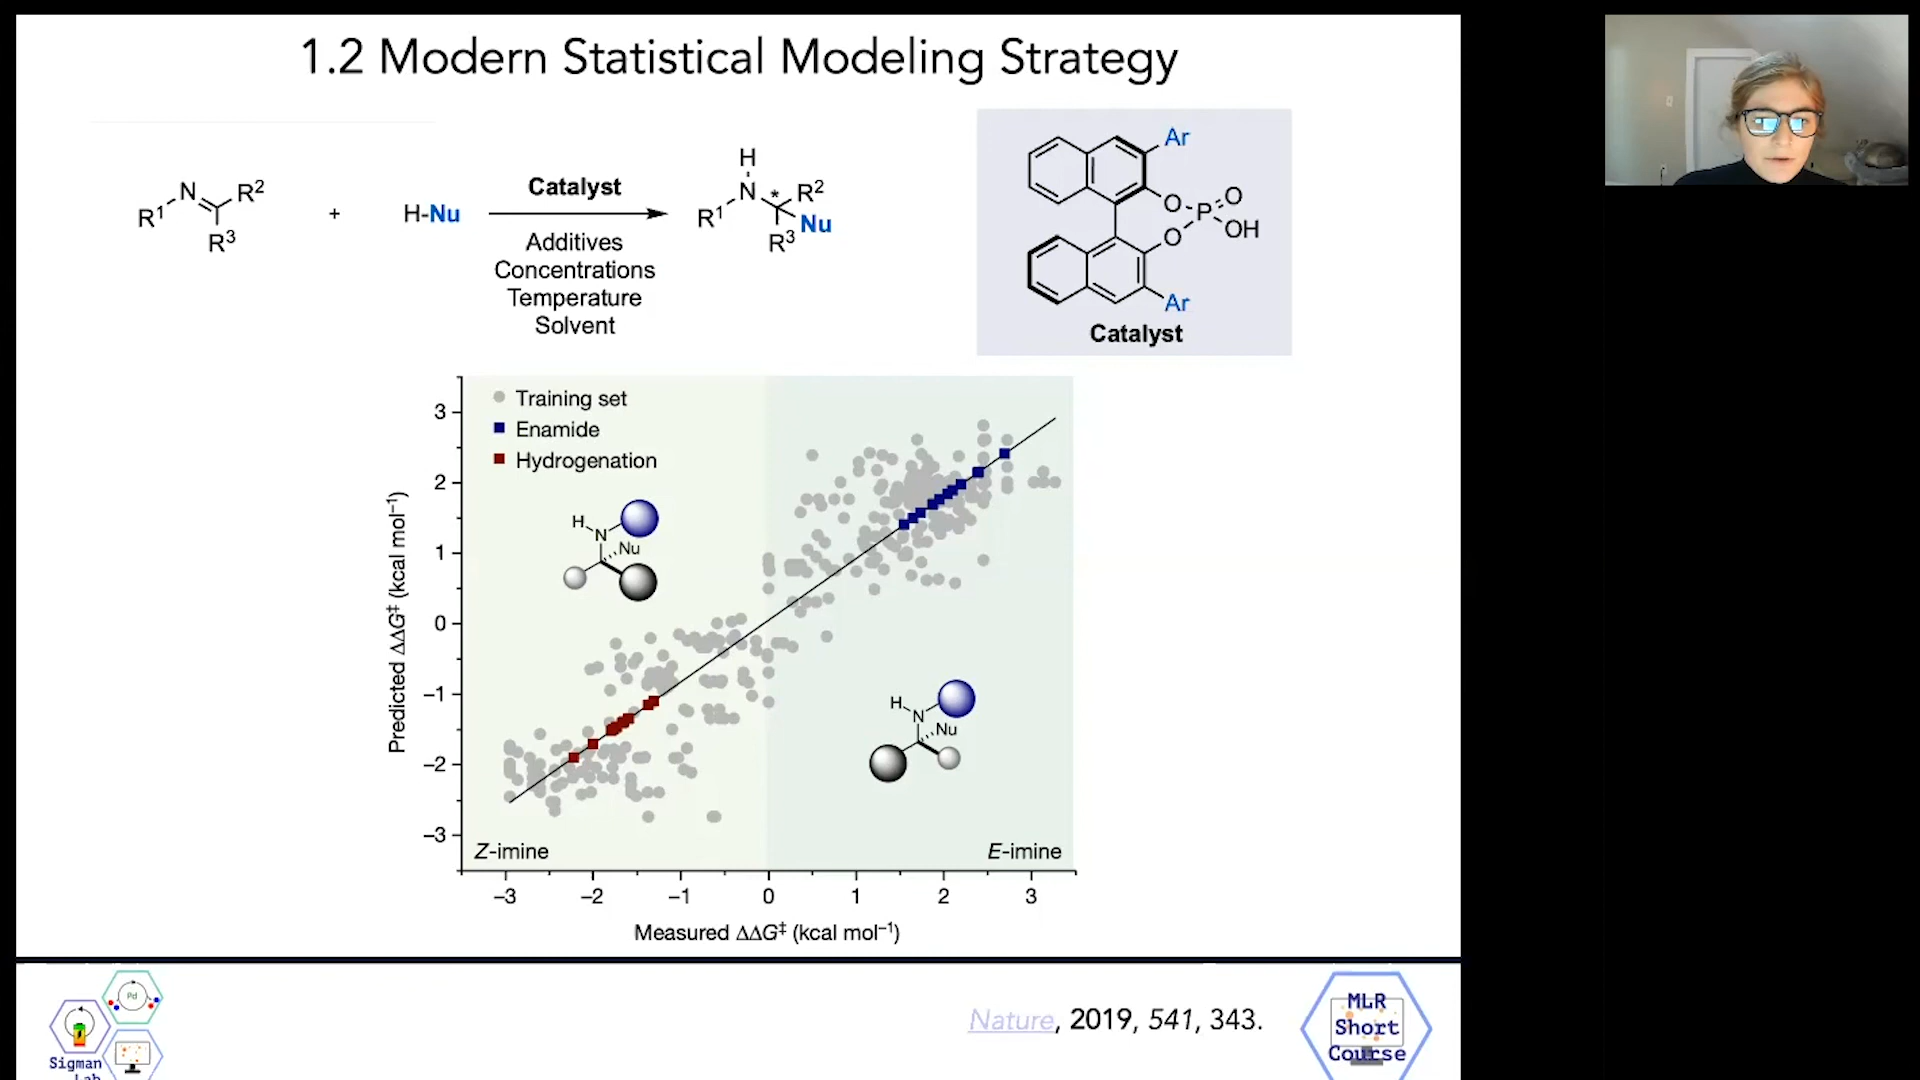 1.2 Modern Statistical Modeling Strategy
R1 N R2 R3
+
H-Nu
Catalyst
Additives
Concentrations
Temperature
Solvent
H
R1 N * R2
R3 Nu
Ar
O P O
O OH
Ar
Catalyst
Training set
Enamide
Hydrogenation
H N Nu
H N Nu
Z-imine
E-imine
3
2
1
0
−1
−2
−3
Predicted ΔΔG‡ (kcal mol−1)
−3 −2 −1 0 1 2 3
Measured ΔΔG‡ (kcal mol−1)
Pd
Sigman
Lab
Nature, 2019, 541, 343.
MLR
Short
Course